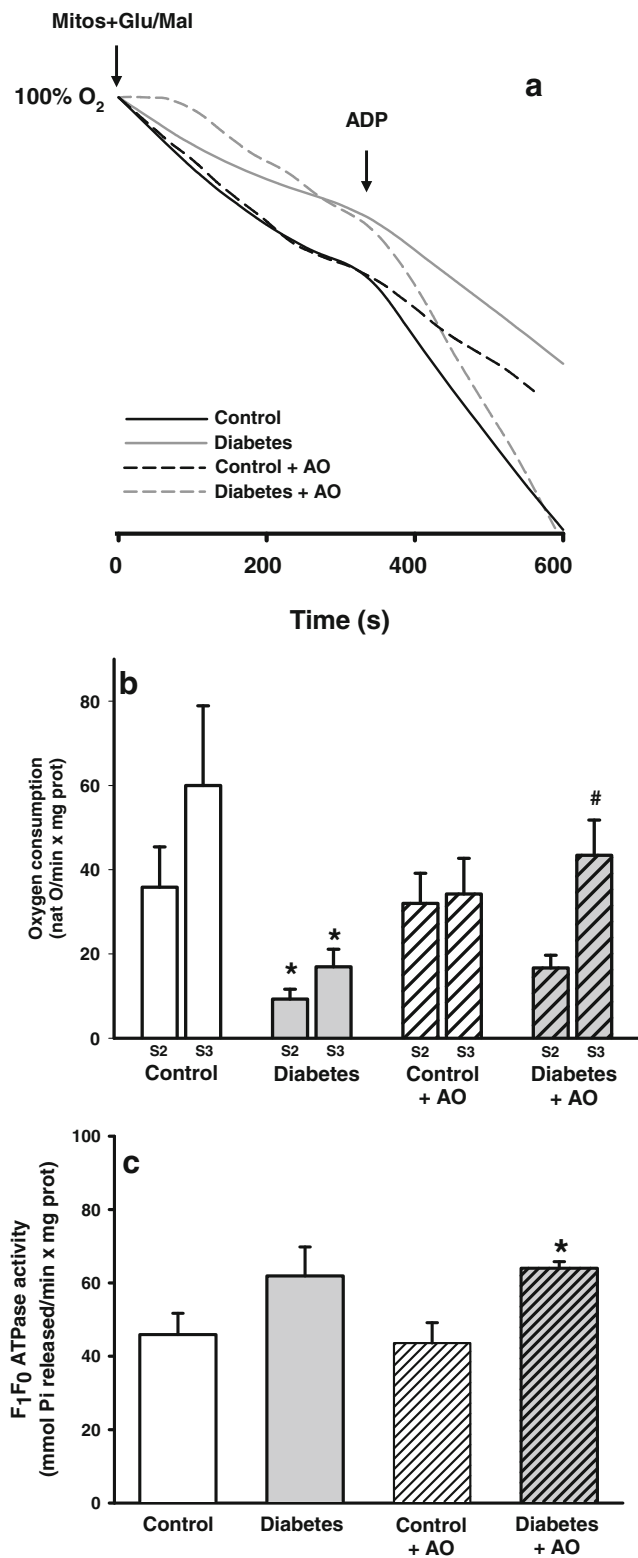 Mitos+Glu/Mal
a
100% O2
ADP
Control
Diabetes
Control + AO
Diabetes + AO
0 200 400 600
Time (s)
b
Oxygen consumption
(nat O/min x mg prot)
80
60
40
20
0
* * #
S2 S3 S2 S3 S2 S3 S2 S3
Control Diabetes Control + AO Diabetes + AO
c
F1F0 ATPase activity
(mmol Pi released/min x mg prot)
100
80
60
40
20
0
*
Control Diabetes Control + AO Diabetes + AO